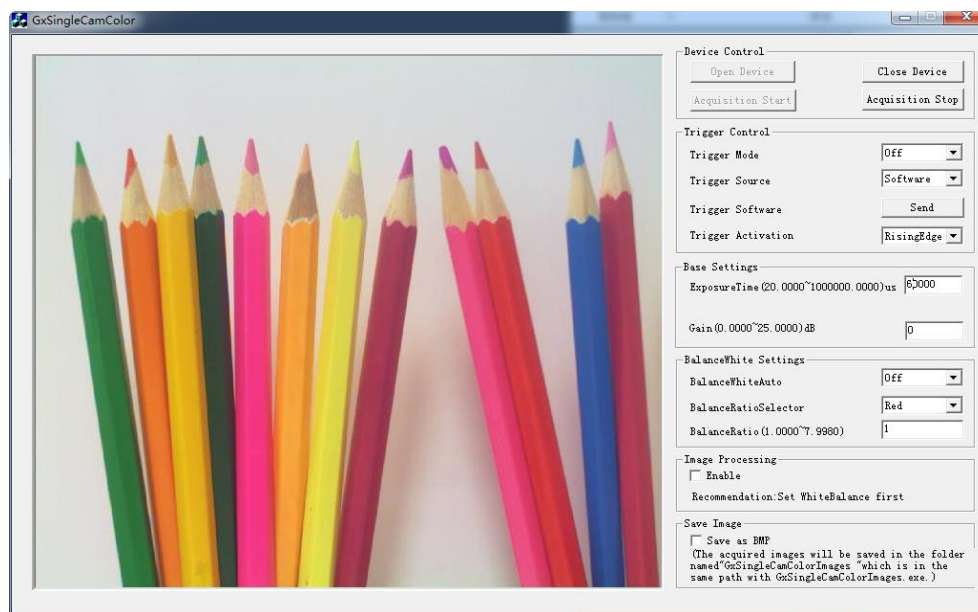 GxSingleCamColor
Device Control
Open Device
Close Device
Acquisition Start
Acquisition Stop
Trigger Control
Trigger Mode
Off
Trigger Source
Software
Trigger Software
Send
Trigger Activation
RisingEdge
Base Settings
ExposureTime(20.0000~1000000.0000)us
Gain(0.0000~25.0000)dB
0
BalanceWhite Settings
BalanceWhiteAuto
Off
BalanceRatioSelector
Red
BalanceRatio(1.0000~7.9980)
1
Image Processing
Enable
Recommendation:Set WhiteBalance first
Save Image
Save as BMP
(The acquired images will be saved in the folder
named"GxSingleCamColorImages "which is in the
same path with GxSingleCamColorImages.exe.)